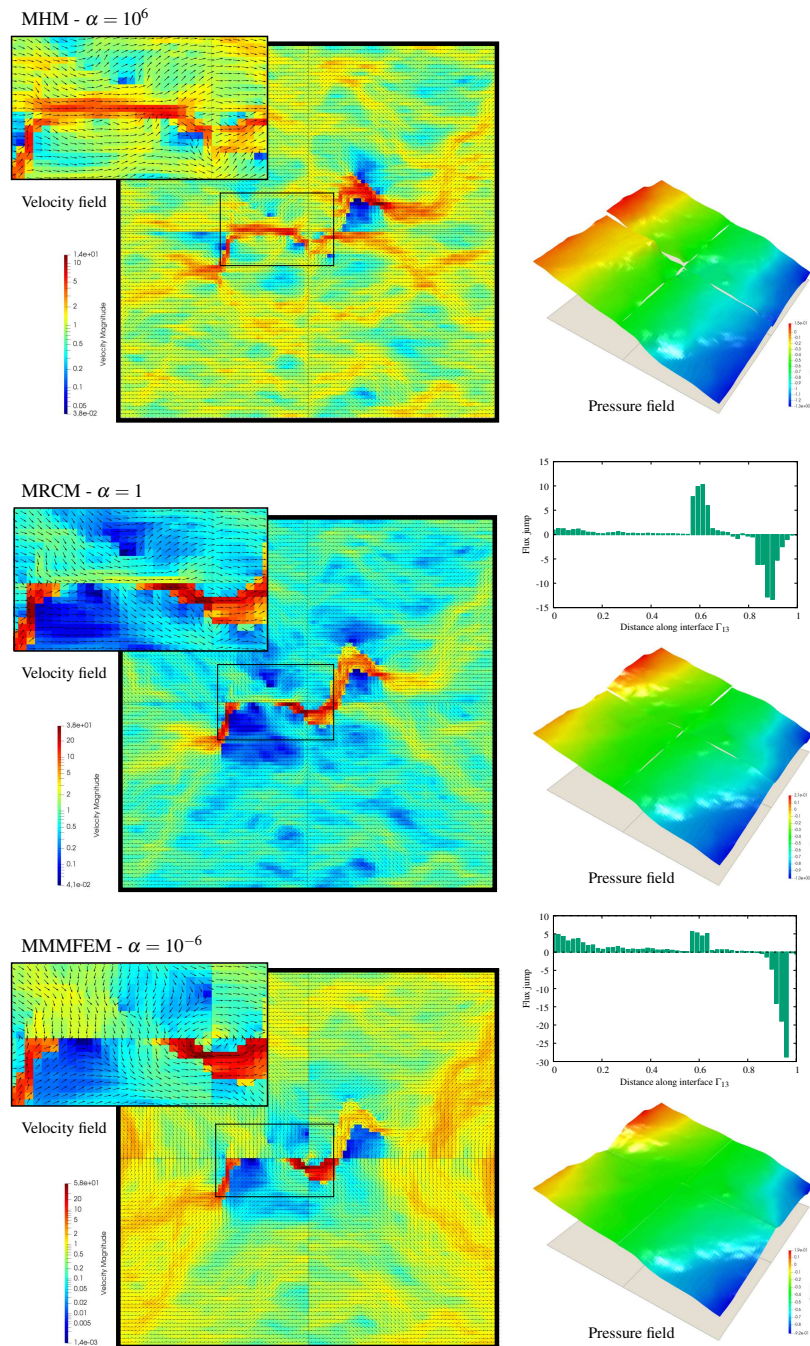 MHM - α = 10⁶
Velocity field
1.4e+01
10
5
2
1
0.5
0.2
0.1
0.05
3.8e-02
Velocity Magnitude
Pressure field
MRCM - α = 1
Velocity field
3.8e+01
20
10
5
2
1
0.5
0.2
0.1
4.1e-02
Velocity Magnitude
Flux jump
15
10
5
0
-5
-10
-15
0 0.2 0.4 0.6 0.8 1
Distance along interface Γ₁₃
Pressure field
MMMFEM - α = 10⁻⁶
Velocity field
5.8e+01
20
10
5
2
1
0.5
0.2
0.1
0.05
0.02
0.01
0.005
1.4e-03
Velocity Magnitude
Flux jump
10
5
0
-5
-10
-15
-20
-25
-30
0 0.2 0.4 0.6 0.8 1
Distance along interface Γ₁₃
Pressure field